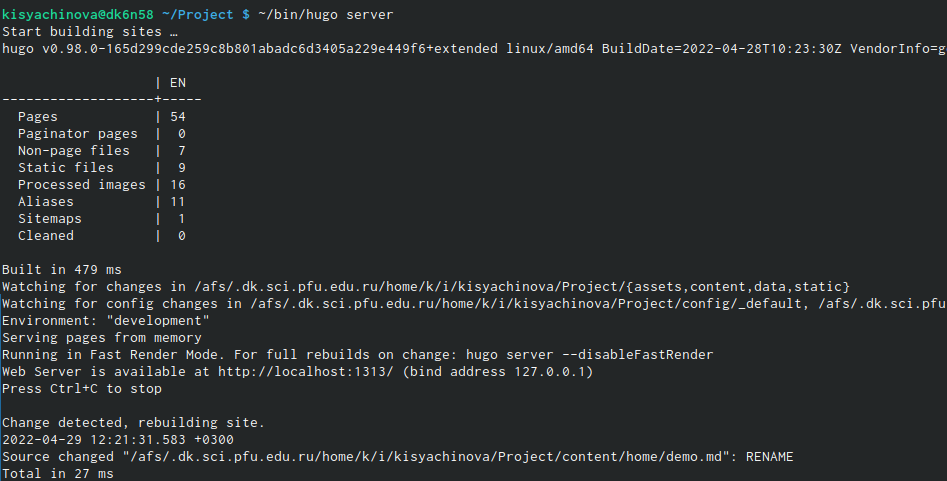 kisyachinova@dk6n58 ~/Project $ ~/bin/hugo server
Start building sites …
hugo v0.98.0-165d299cde259c8b801abadc6d3405a229e449f6+extended linux/amd64 BuildDate=2022-04-28T10:23:30Z VendorInfo=g
| EN
-------------------+-----
Pages | 54
Paginator pages | 0
Non-page files | 7
Static files | 9
Processed images | 16
Aliases | 11
Sitemaps | 1
Cleaned | 0
Built in 479 ms
Watching for changes in /afs/.dk.sci.pfu.edu.ru/home/k/i/kisyachinova/Project/{assets,content,data,static}
Watching for config changes in /afs/.dk.sci.pfu.edu.ru/home/k/i/kisyachinova/Project/config/_default, /afs/.dk.sci.pfu
Environment: "development"
Serving pages from memory
Running in Fast Render Mode. For full rebuilds on change: hugo server --disableFastRender
Web Server is available at http://localhost:1313/ (bind address 127.0.0.1)
Press Ctrl+C to stop
Change detected, rebuilding site.
2022-04-29 12:21:31.583 +0300
Source changed "/afs/.dk.sci.pfu.edu.ru/home/k/i/kisyachinova/Project/content/home/demo.md": RENAME
Total in 27 ms